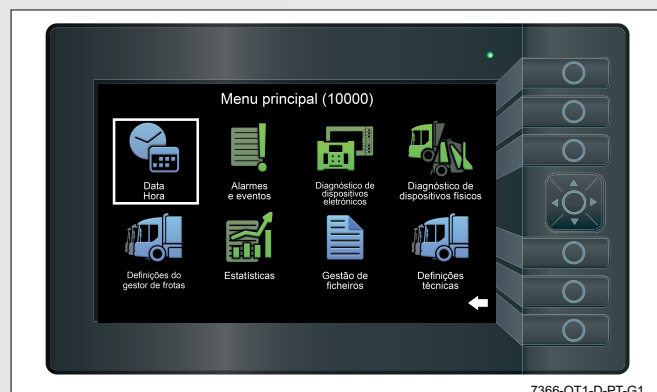 Menu principal (10000)
Data
Hora
Alarmes
e eventos
Diagnóstico de
dispositivos
eletrónicos
Diagnóstico de
dispositivos físicos
Definições do
gestor de frotas
Estatísticas
Gestão de
ficheiros
Definições
técnicas
7366-OT1-D-PT-G1